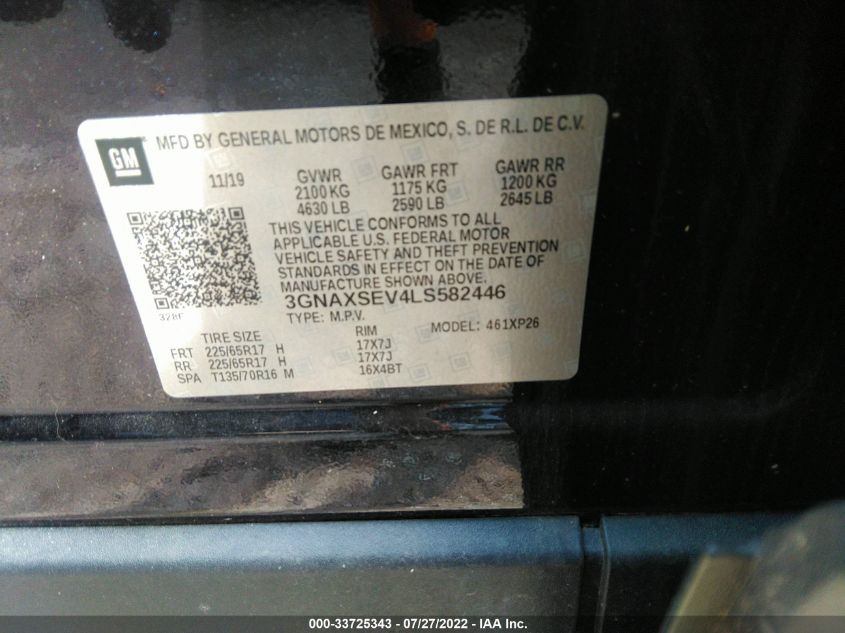 GM
MFD BY GENERAL MOTORS DE MEXICO, S. DE R.L. DE C.V.
11/19 GVWR GAWR FRT GAWR RR
2100 KG 1175 KG 1200 KG
4630 LB 2590 LB 2645 LB
THIS VEHICLE CONFORMS TO ALL
APPLICABLE U.S. FEDERAL MOTOR
VEHICLE SAFETY AND THEFT PREVENTION
STANDARDS IN EFFECT ON THE DATE OF
MANUFACTURE SHOWN ABOVE.
3GNAXSEV4LS582446
TYPE: M.P.V. MODEL: 461XP26
TIRE SIZE RIM
FRT 225/65R17 H 17X7J
RR 225/65R17 H 17X7J
SPA T135/70R16 M 16X4BT
000-33725343 / 07/27/2022 - IAA Inc.